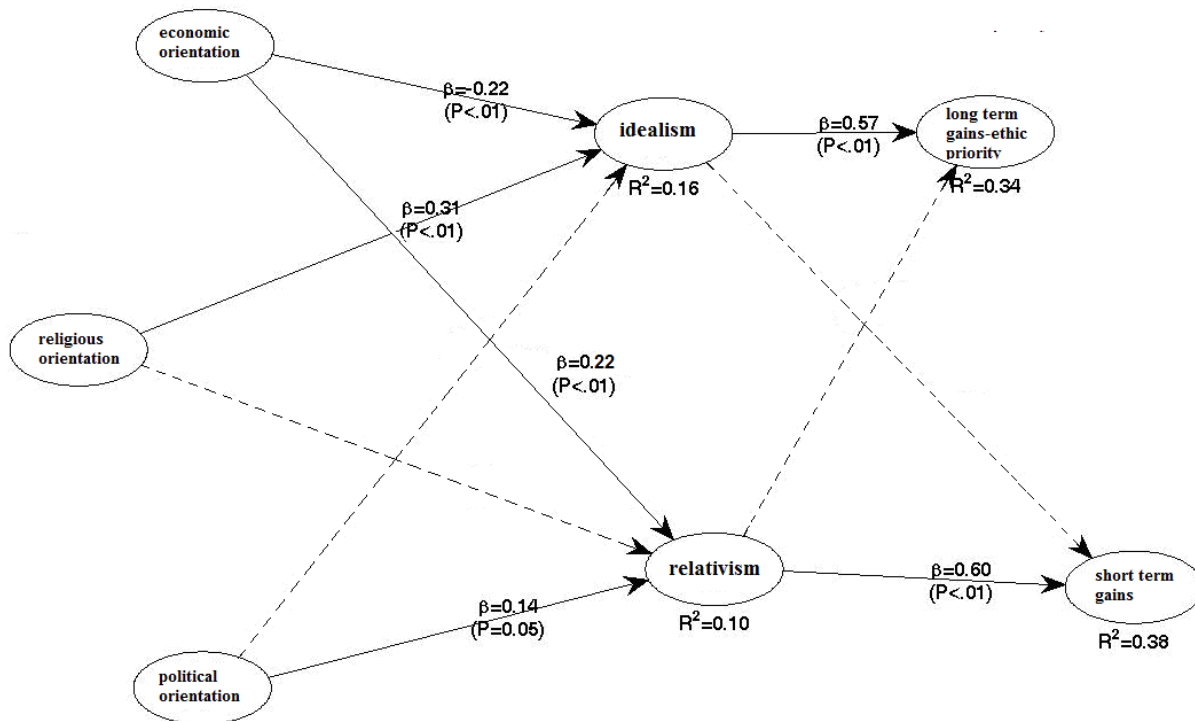 economic
orientation
β=-0.22
(P<.01)
idealism
R²=0.16
β=0.57
(P<.01)
long term
gains-ethic
priority
R²=0.34
β=0.31
(P<.01)
religious
orientation
β=0.22
(P<.01)
relativism
R²=0.10
β=0.60
(P<.01)
short term
gains
R²=0.38
β=0.14
(P=0.05)
political
orientation